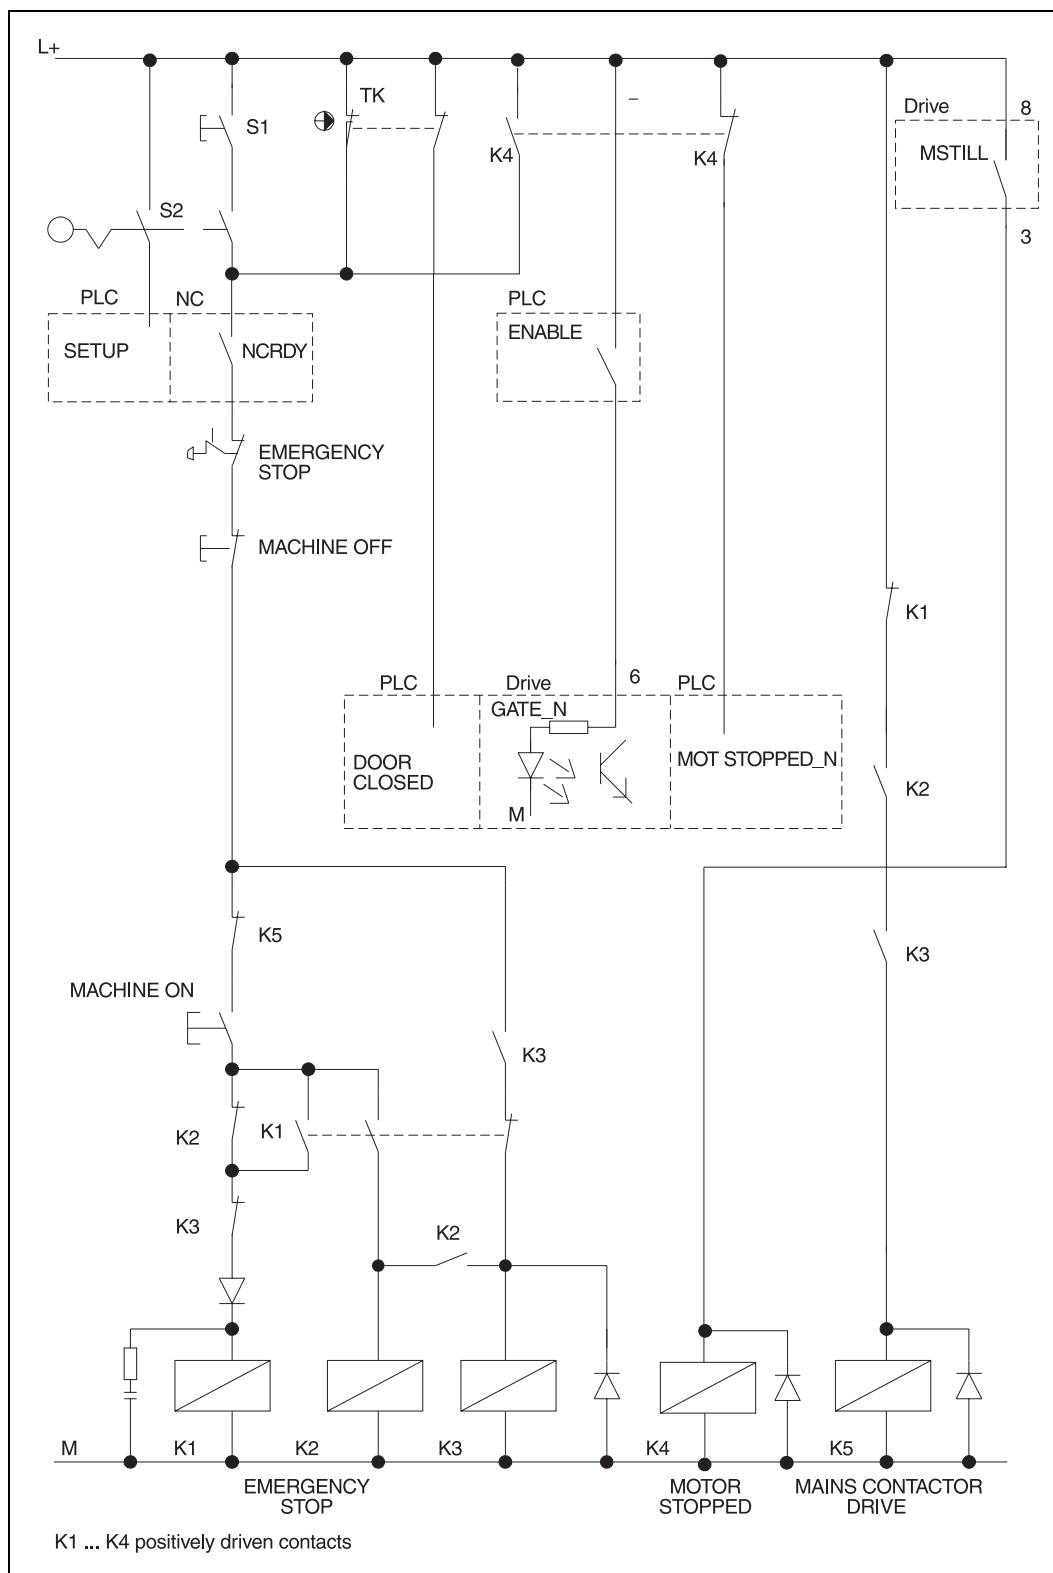 L+
TK
Drive
8
S1
K4
K4
MSTILL
S2
3
PLC
NC
PLC
SETUP
NCRDY
ENABLE
EMERGENCY
STOP
MACHINE OFF
K1
PLC
Drive
6
PLC
GATE_N
DOOR
CLOSED
MOT STOPPED_N
K2
M
K5
K3
MACHINE ON
K3
K2
K1
K3
K2
M
K1
K2
K3
K4
K5
EMERGENCY
STOP
MOTOR
STOPPED
MAINS CONTACTOR
DRIVE
K1 ... K4 positively driven contacts